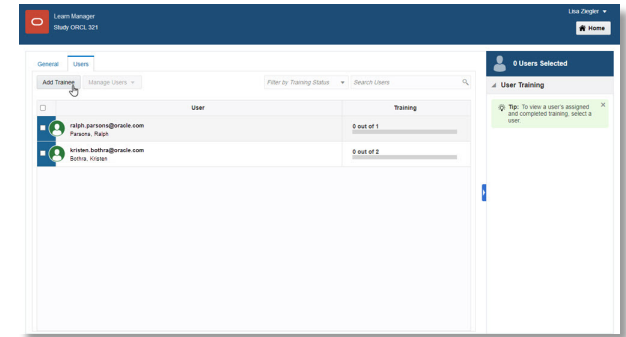 Learn Manager
Study ORCL 321
Lisa Ziegler
Home
General Users
Add Trainee Manage Users Filter by Training Status Search Users
User Training
ralph.parsons@oracle.com
Parsons, Ralph
0 out of 1
kristen.bothra@oracle.com
Bothra, Kristen
0 out of 2
0 Users Selected
User Training
Tip: To view a user's assigned
and completed training, select a
user.